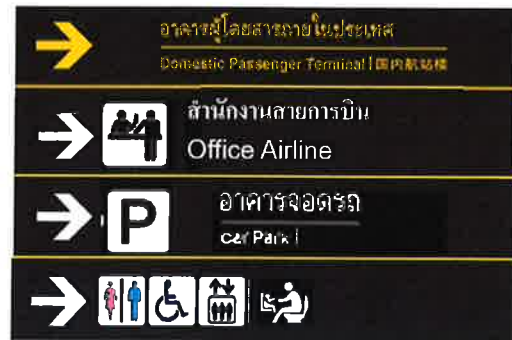 อาคารผู้โดยสารภายในประเทศ
Domestic Passenger Terminal | 国内航站楼
สำนักงานสายการบิน
Office Airline
P
อาคารจอดรถ
car Park |